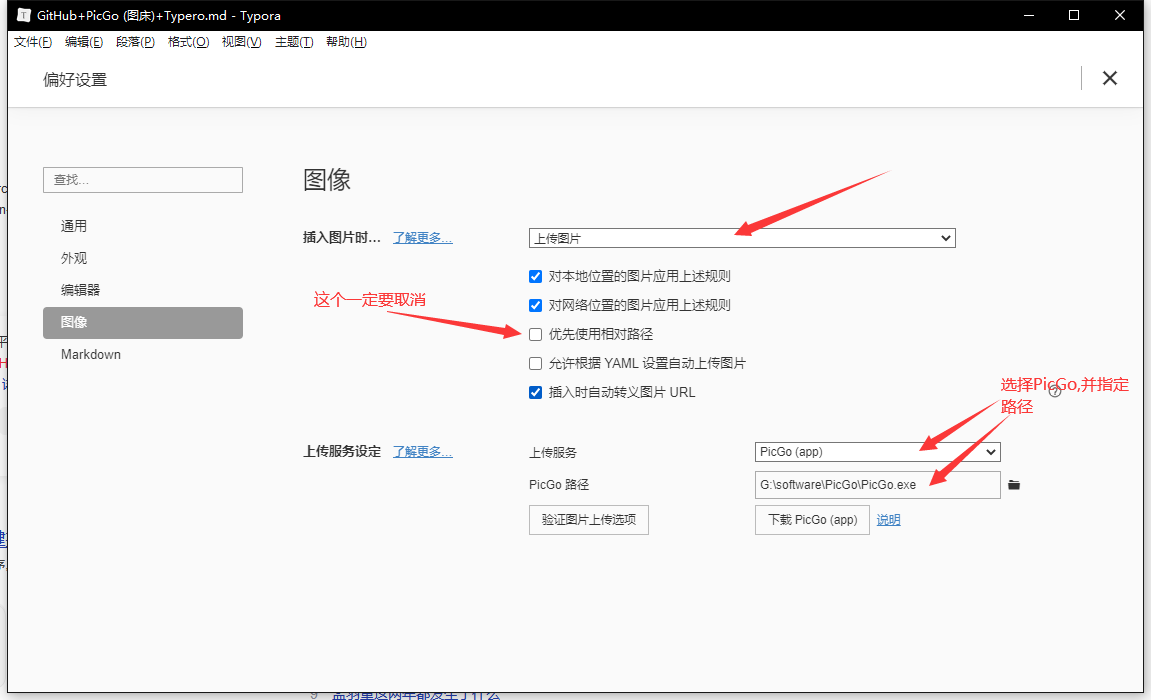 GitHub+PicGo (图床)+Typero.md - Typora
文件(F) 编辑(E) 段落(P) 格式(O) 视图(V) 主题(T) 帮助(H)
偏好设置
查找...
通用
外观
编辑器
图像
Markdown
图像
插入图片时... 了解更多... 上传图片
对本地位置的图片应用上述规则
对网络位置的图片应用上述规则
这个一定要取消
优先使用相对路径
允许根据 YAML 设置自动上传图片
插入时自动转义图片 URL
选择PicGo,并指定
路径
上传服务设定 了解更多... 上传服务 PicGo (app)
PicGo 路径 G:\software\PicGo\PicGo.exe
验证图片上传选项 下载 PicGo (app) 说明